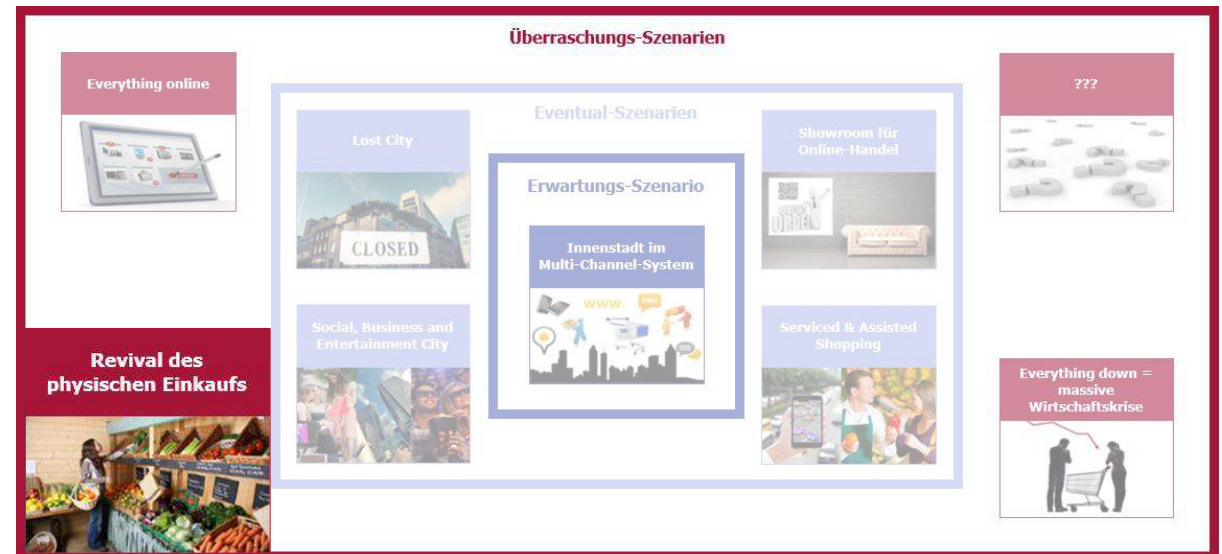 Überraschungs-Szenarien
Everything online
???
Eventual-Szenarien
Lost City
Showroom für
Online-Handel
CLOSED
Erwartungs-Szenario
Innenstadt im
Multi-Channel-System
www.
Social, Business and
Entertainment City
Serviced & Assisted
Shopping
Revival des
physischen Einkaufs
Everything down =
massive
Wirtschaftskrise